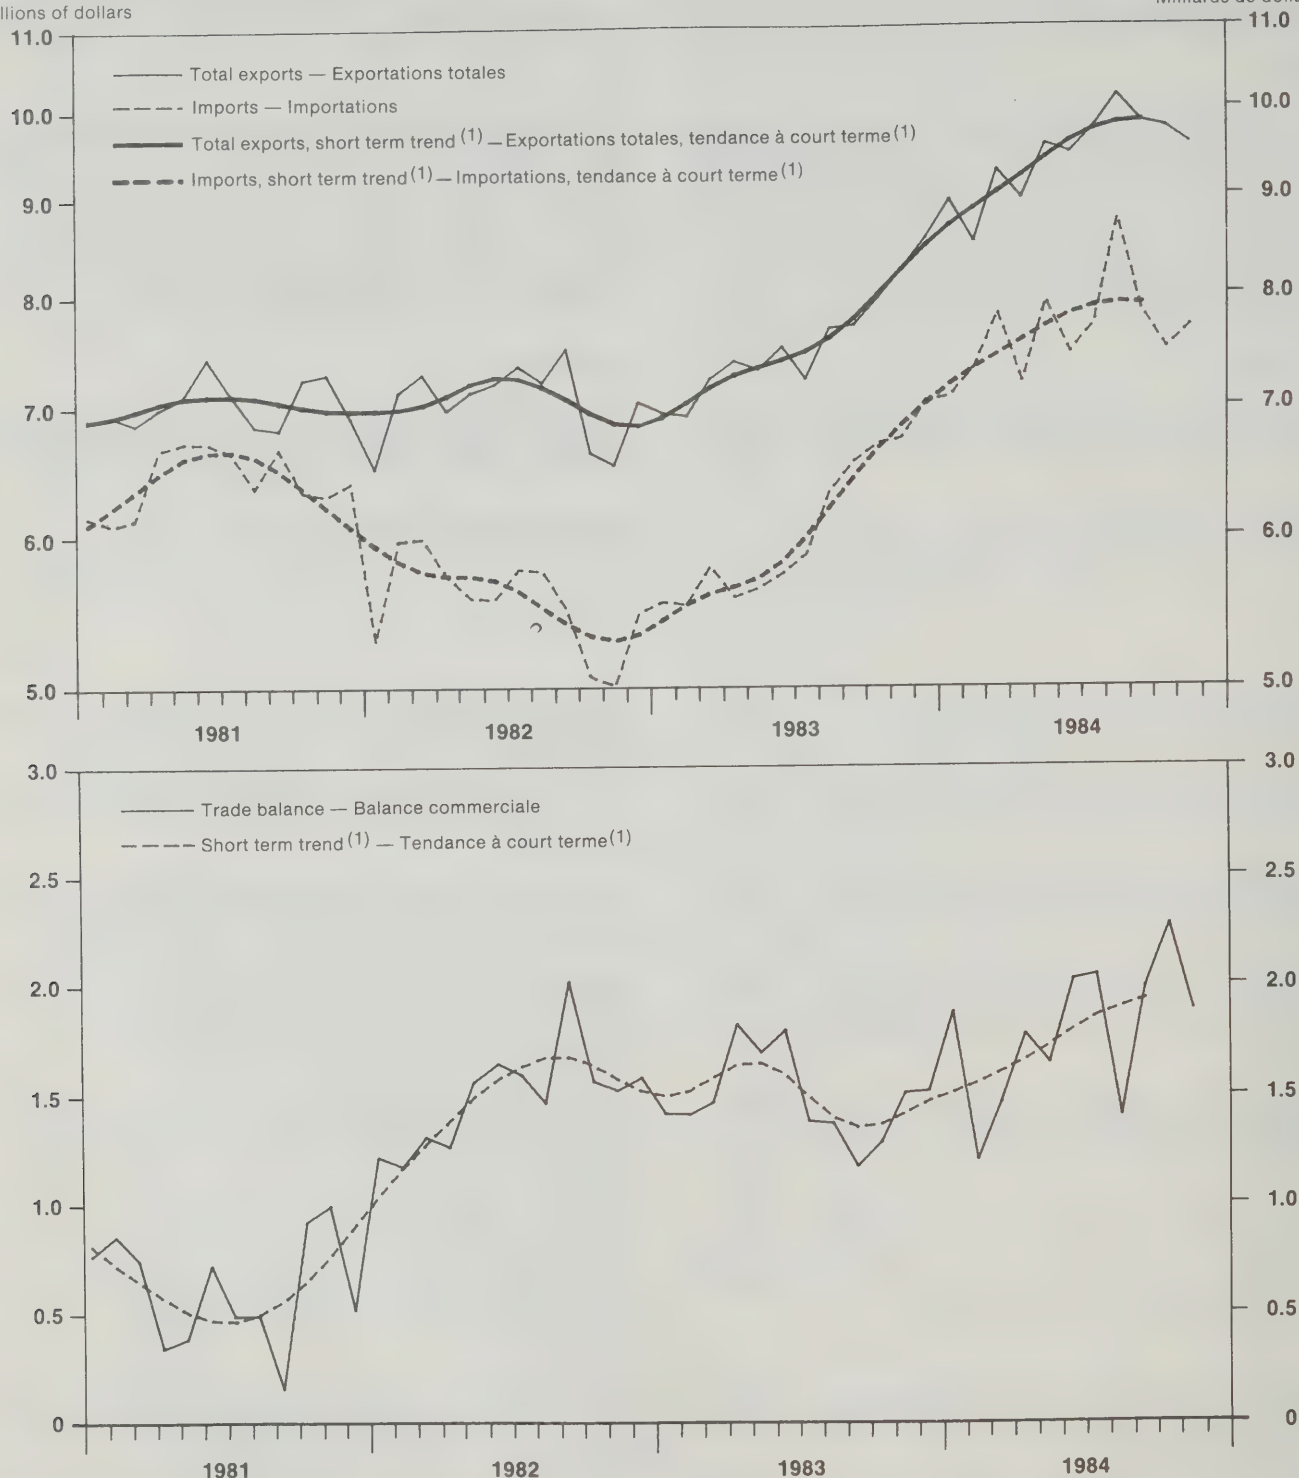 llions of dollars
11.0 11.0
Total exports — Exportations totales
Imports — Importations
10.0 10.0
Total exports, short term trend (1) — Exportations totales, tendance à court terme (1)
Imports, short term trend (1) — Importations, tendance à court terme (1)
9.0 9.0
8.0 8.0
7.0 7.0
6.0 6.0
5.0 5.0
1981 1982 1983 1984
3.0 3.0
Trade balance — Balance commerciale
Short term trend (1) — Tendance à court terme (1)
2.5 2.5
2.0 2.0
1.5 1.5
1.0 1.0
0.5 0.5
0 0
1981 1982 1983 1984